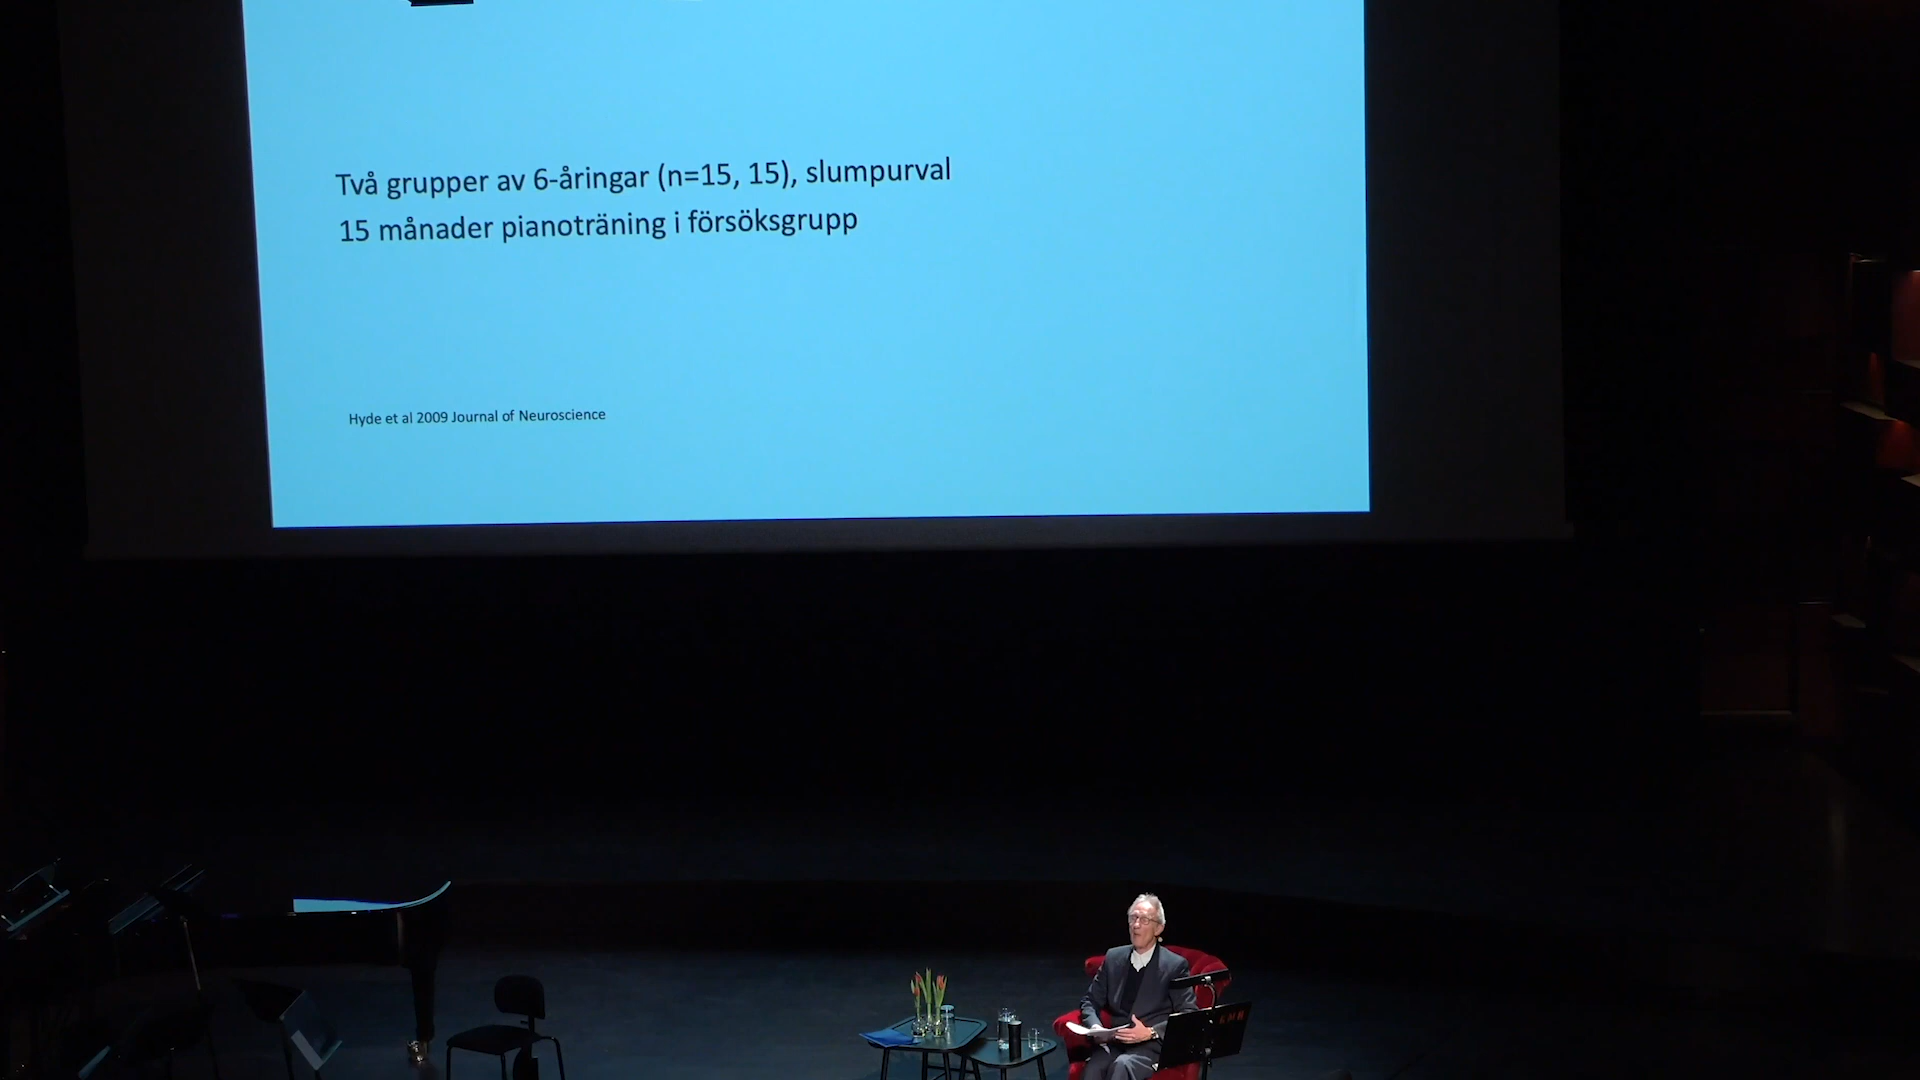 Två grupper av 6-åringar (n=15, 15), slumpurval
15 månader pianoträning i försöksgrupp
Hyde et al 2009 Journal of Neuroscience
KMH